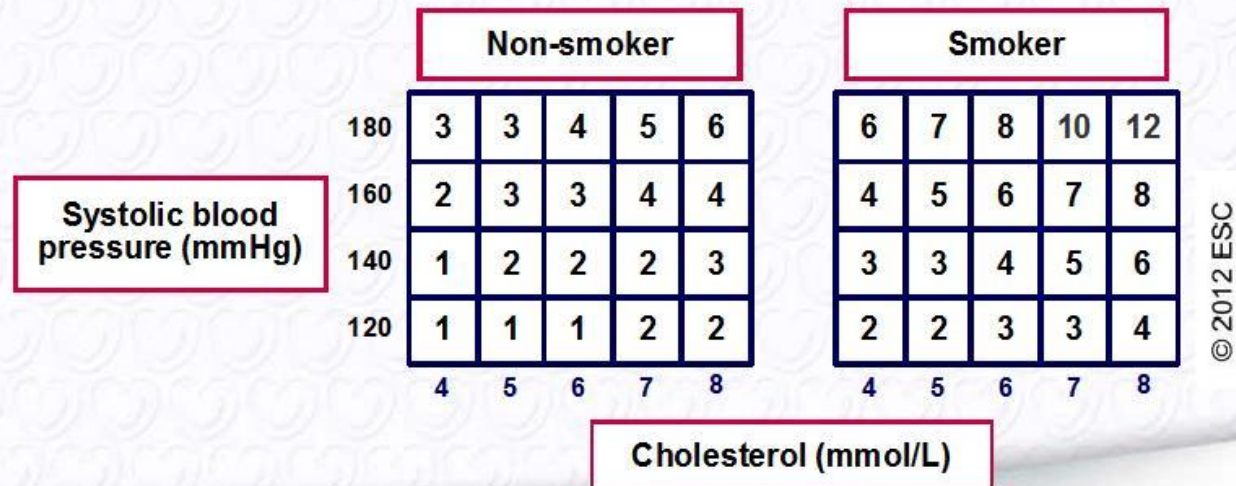 Non-smoker Smoker
180 3 3 4 5 6 6 7 8 10 12
160 2 3 3 4 4 4 5 6 7 8
Systolic blood
pressure (mmHg)
140 1 2 2 2 3 3 3 4 5 6
120 1 1 1 2 2 2 2 3 3 4
4 5 6 7 8 4 5 6 7 8
Cholesterol (mmol/L)
© 2012 ESC